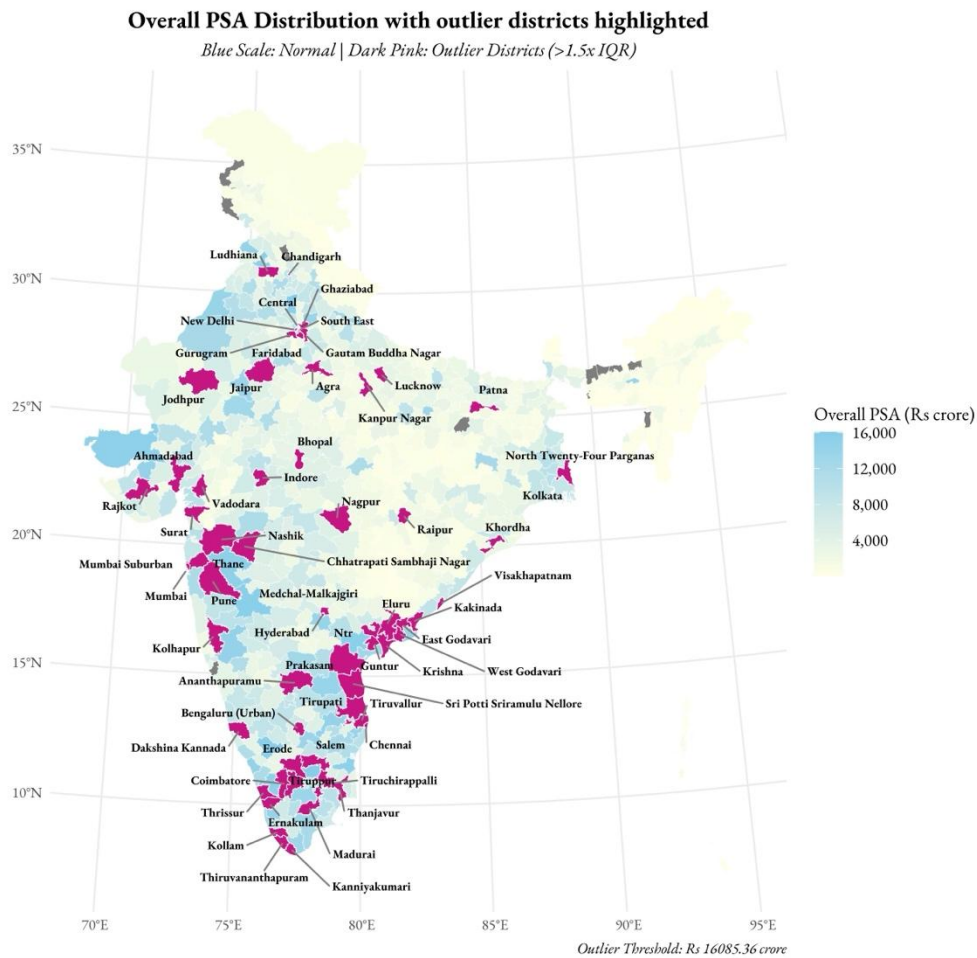 Overall PSA Distribution with outlier districts highlighted
Blue Scale: Normal | Dark Pink: Outlier Districts (>1.5x IQR)
35°N
30°N
25°N
20°N
15°N
10°N
Ludhiana
Chandigarh
Ghaziabad
Central
New Delhi
South East
Gurugram
Faridabad
Gautam Buddha Nagar
Jodhpur
Jaipur
Agra
Lucknow
Kanpur Nagar
Patna
Bhopal
Ahmadabad
Indore
North Twenty-Four Parganas
Kolkata
Rajkot
Vadodara
Nagpur
Raipur
Surat
Khordha
Nashik
Mumbai Suburban
Thane
Chhatrapati Sambhaji Nagar
Visakhapatnam
Mumbai
Pune
Medchal-Malkajgiri
Eluru
Kakinada
Hyderabad
Ntr
East Godavari
Kolhapur
Prakasam
Guntur
Krishna
West Godavari
Ananthapuramu
Tirupati
Tiruvallur
Sri Potti Sriramulu Nellore
Bengaluru (Urban)
Dakshina Kannada
Erode
Salem
Chennai
Coimbatore
Tiruppur
Tiruchirappalli
Thrissur
Ernakulam
Thanjavur
Kollam
Madurai
Thiruvananthapuram
Kanniyakumari
70°E
75°E
80°E
85°E
90°E
95°E
Overall PSA (Rs crore)
16,000
12,000
8,000
4,000
Outlier Threshold: Rs 16085.36 crore